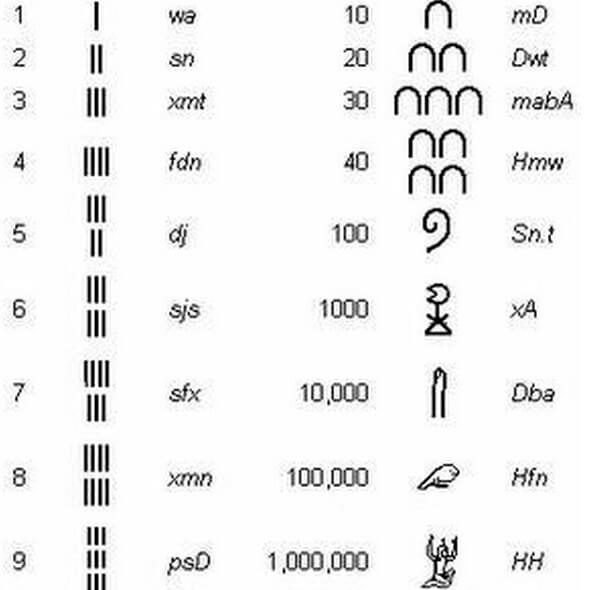 1 𓏺 wa 10 𓎆 mD
2 𓏻 sn 20 𓎇 Dwt
3 𓏼 xmt 30 𓎈 mabA
4 𓏽 fdn 40 𓎉 Hmw
5 𓏾 dj 100 𓍢 Sn.t
6 𓏿 sjs 1000 𓆼 xA
7 𓐀 sfx 10,000 𓂭 Dba
8 𓐁 xmn 100,000 𓆐 Hfn
9 𓐂 psD 1,000,000 𓁨 HH